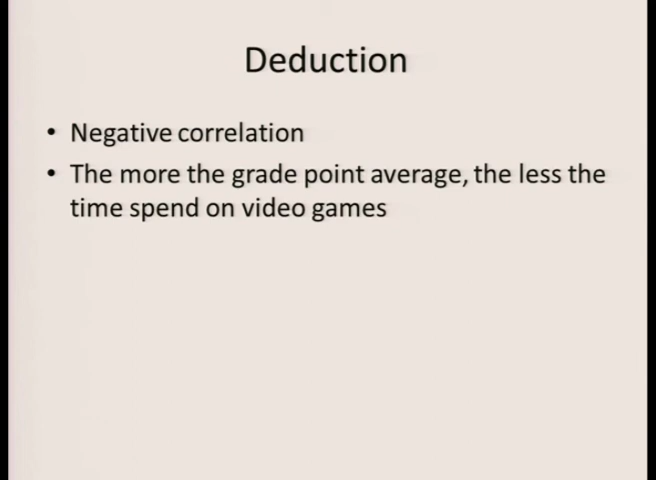 Deduction
• Negative correlation
• The more the grade point average, the less the
time spend on video games